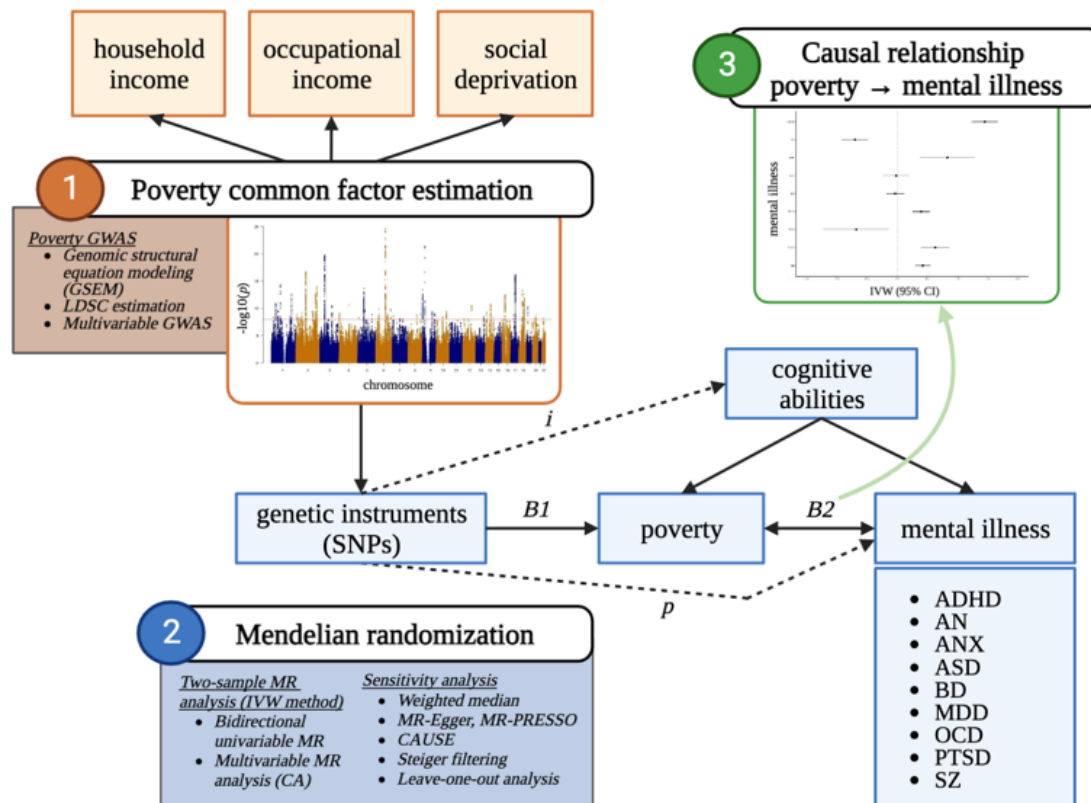 household
income
occupational
income
social
deprivation
3
Causal relationship
poverty → mental illness
1
Poverty common factor estimation
Poverty GWAS
• Genomic structural
equation modeling
(GSEM)
• LDSC estimation
• Multivariable GWAS
-log10(p)
chromosome
mental illness
IVW (95% CI)
cognitive
abilities
i
genetic instruments
(SNPs)
B1
poverty
B2
mental illness
p
• ADHD
• AN
• ANX
• ASD
• BD
• MDD
• OCD
• PTSD
• SZ
2
Mendelian randomization
Two-sample MR
analysis (IVW method)
• Bidirectional
univariable MR
• Multivariable MR
analysis (CA)
Sensitivity analysis
• Weighted median
• MR-Egger, MR-PRESSO
• CAUSE
• Steiger filtering
• Leave-one-out analysis